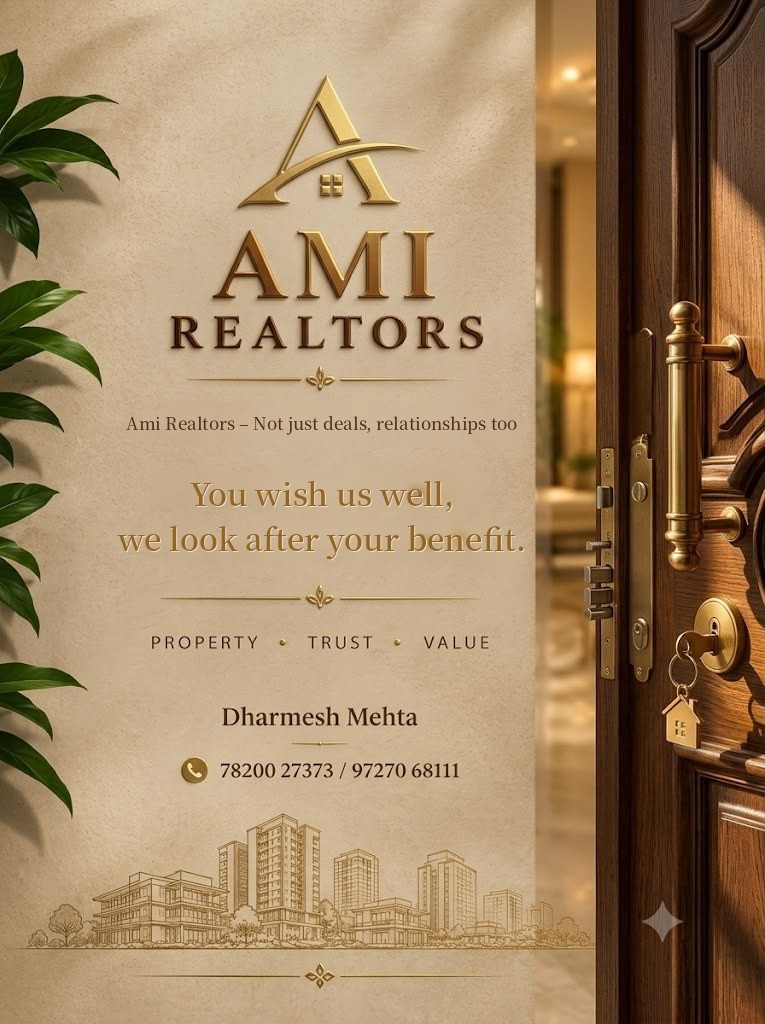 AMI
REALTORS
Ami Realtors – Not just deals, relationships too
You wish us well,
we look after your benefit.
PROPERTY • TRUST • VALUE
Dharmesh Mehta
78200 27373 / 97270 68111